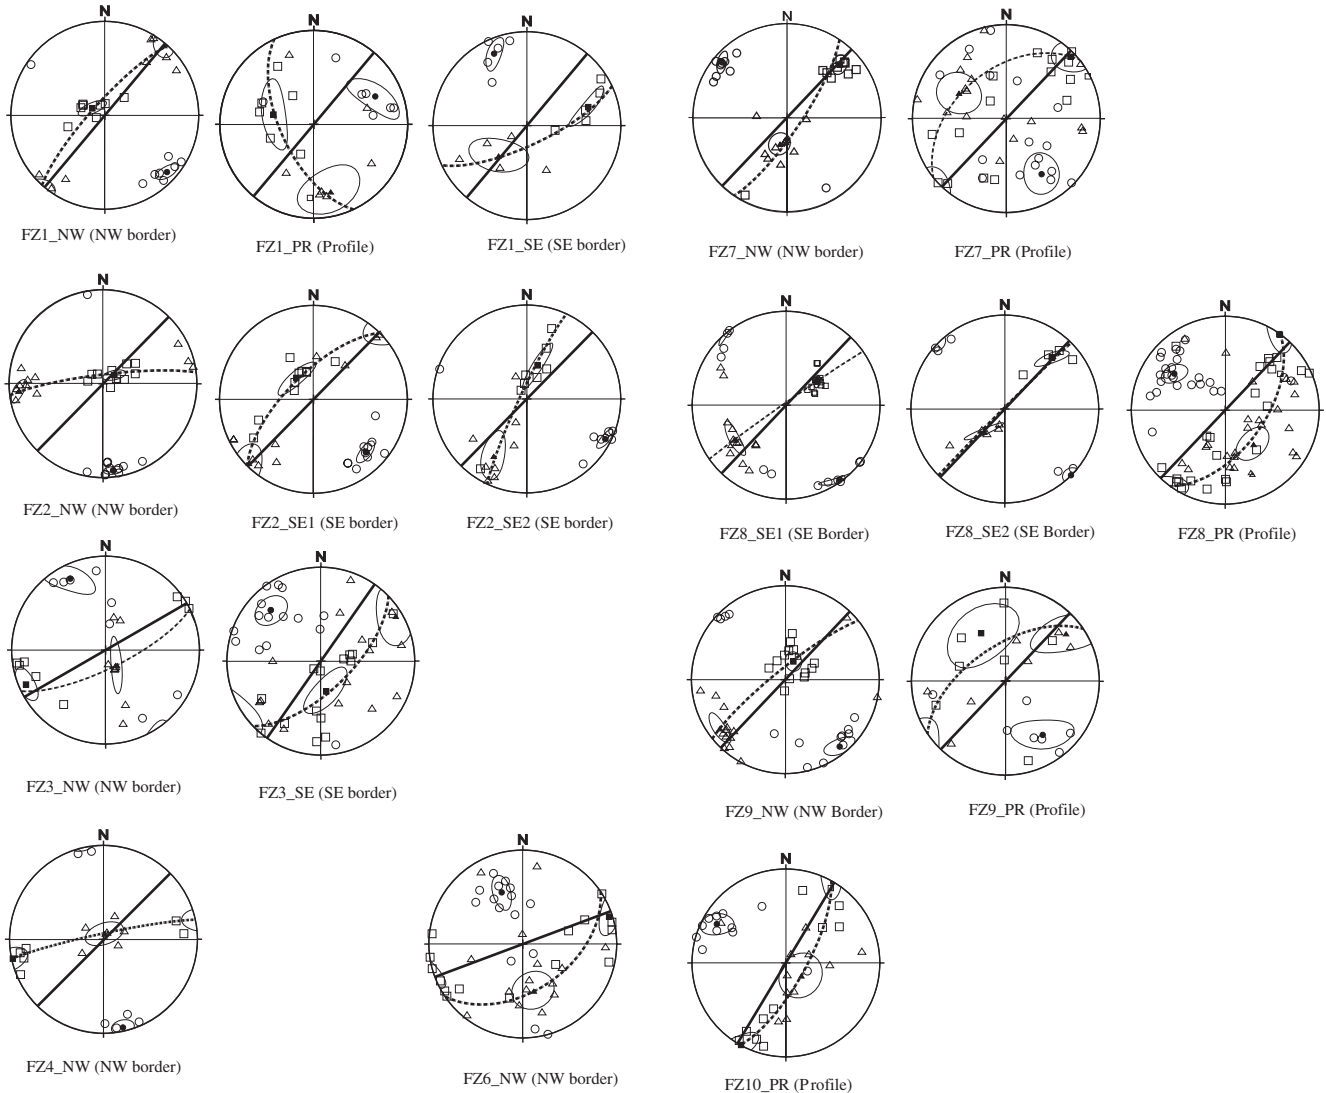 N N N N N
FZ1_NW (NW border) FZ1_PR (Profile) FZ1_SE (SE border) FZ7_NW (NW border) FZ7_PR (Profile)
N N N N N N
FZ2_NW (NW border) FZ2_SE1 (SE border) FZ2_SE2 (SE border) FZ8_SE1 (SE Border) FZ8_SE2 (SE Border) FZ8_PR (Profile)
N N N N
FZ3_NW (NW border) FZ3_SE (SE border) FZ9_NW (NW Border) FZ9_PR (Profile)
N N N
FZ4_NW (NW border) FZ6_NW (NW border) FZ10_PR (Profile)